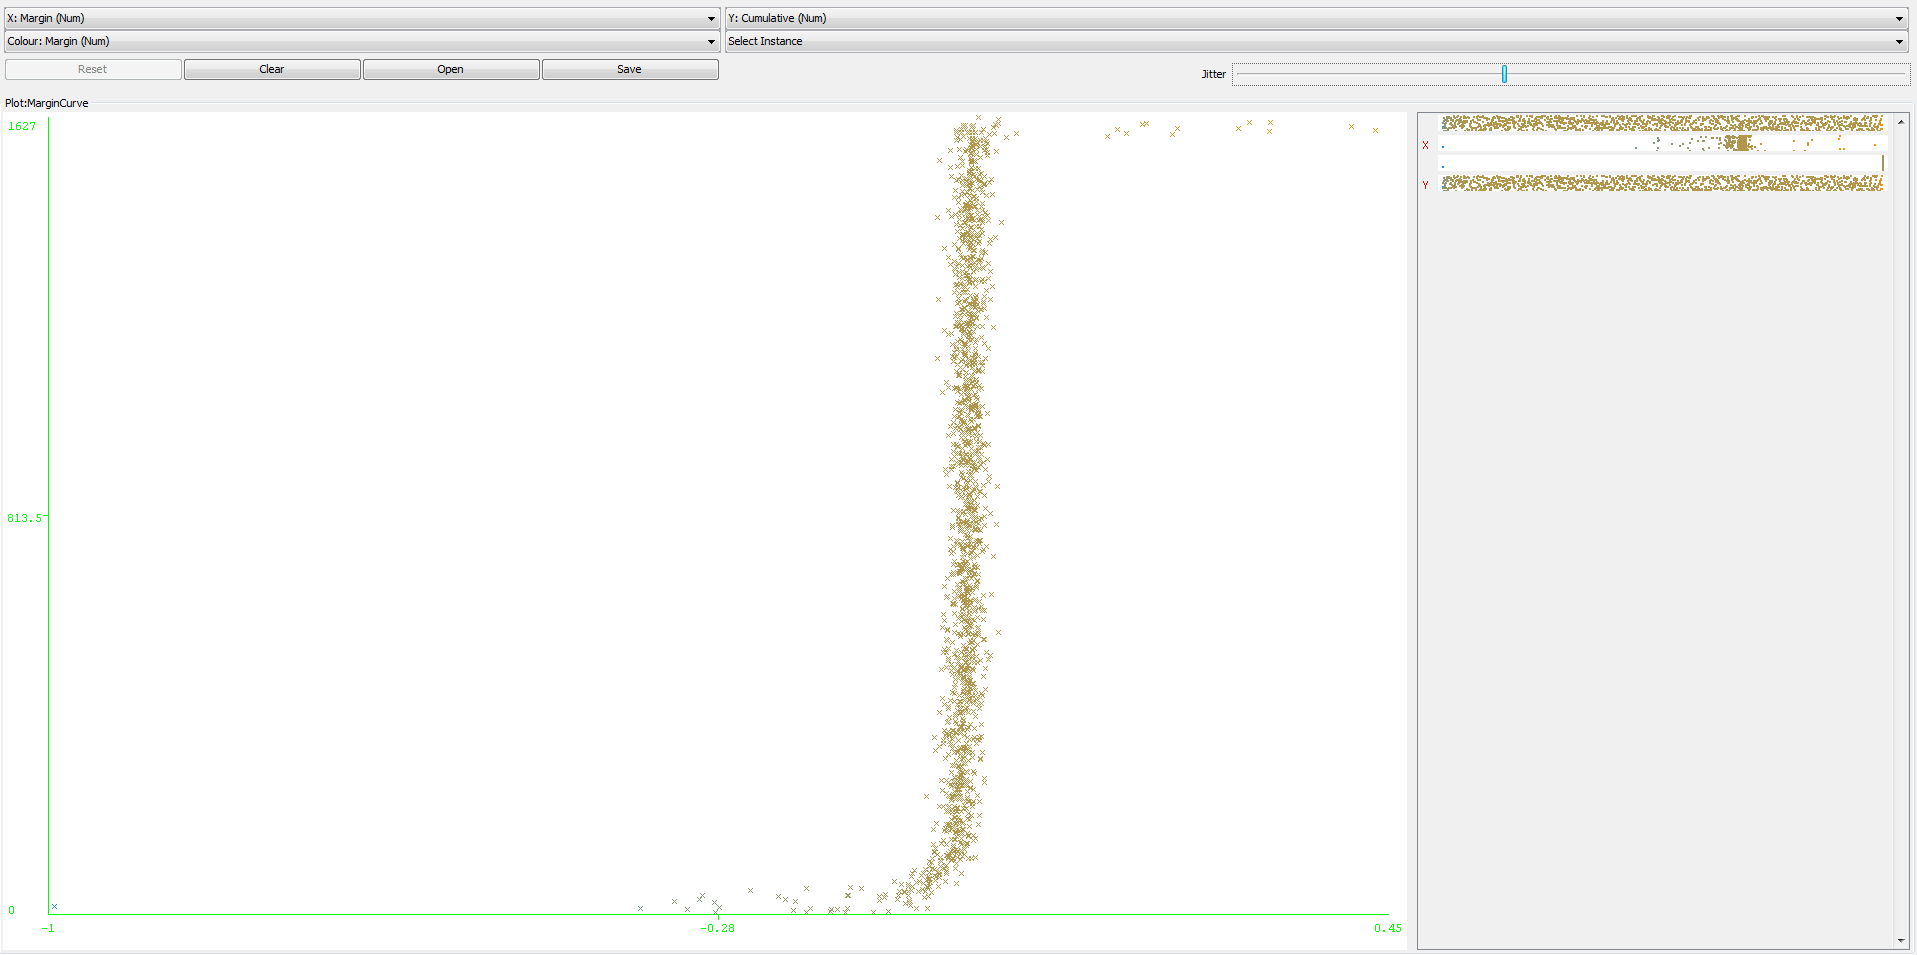 X: Margin (Num) Y: Cumulative (Num)
Colour: Margin (Num) Select Instance
Reset Clear Open Save Jitter
Plot:MarginCurve
1627
813.5
0
-1 -0.28 0.45
X
Y